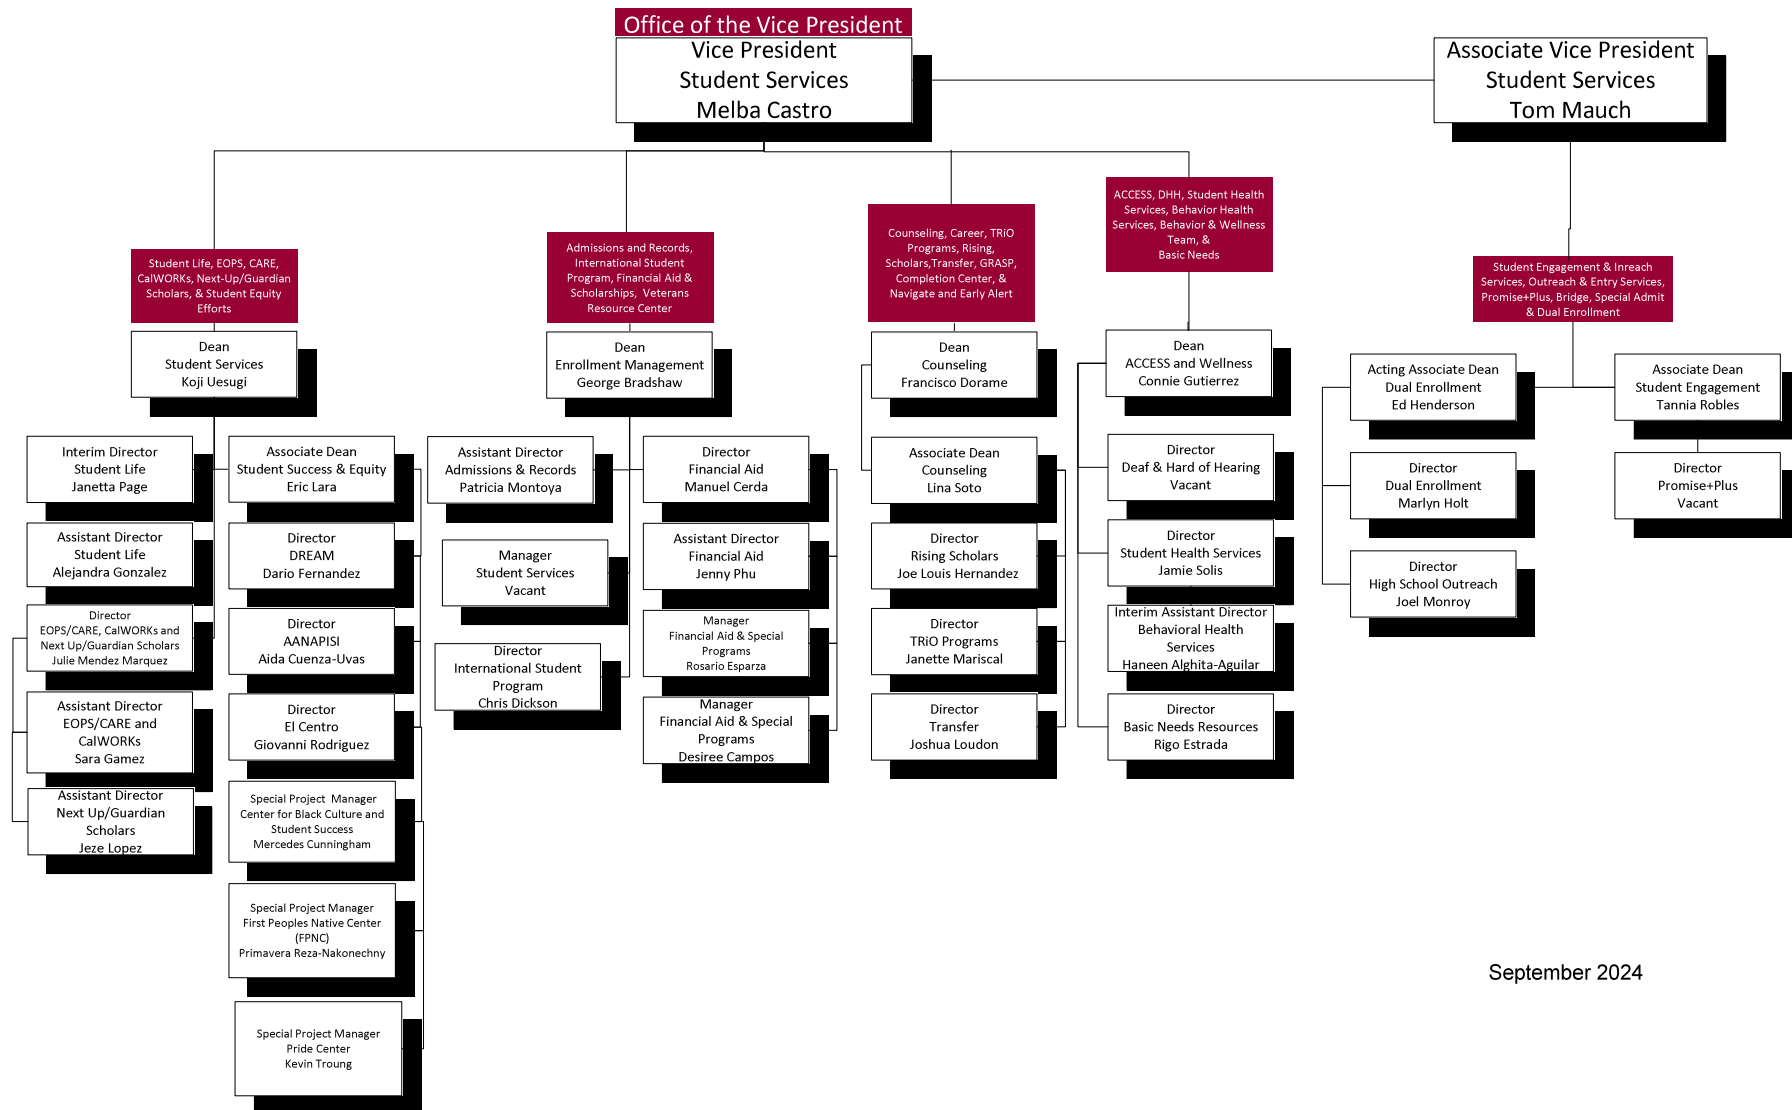 Office of the Vice President
Vice President
Student Services
Melba Castro
Associate Vice President
Student Services
Tom Mauch
Student Life, EOPS, CARE,
CalWORKs, Next-Up/Guardian
Scholars, & Student Equity
Efforts
Dean
Student Services
Koji Uesugi
Interim Director
Student Life
Janetta Page
Assistant Director
Student Life
Alejandra Gonzalez
Director
EOPS/CARE, CalWORKs and
Next Up/Guardian Scholars
Julie Mendez Marquez
Assistant Director
EOPS/CARE and
CalWORKs
Sara Gamez
Assistant Director
Next Up/Guardian
Scholars
Jeze Lopez
Associate Dean
Student Success & Equity
Eric Lara
Director
DREAM
Dario Fernandez
Director
AANAPISI
Aida Cuenza-Uvas
Director
El Centro
Giovanni Rodriguez
Special Project Manager
Center for Black Culture and
Student Success
Mercedes Cunningham
Special Project Manager
First Peoples Native Center
(FPNC)
Primavera Reza-Nakonechny
Special Project Manager
Pride Center
Kevin Troung
Admissions and Records,
International Student
Program, Financial Aid &
Scholarships, Veterans
Resource Center
Dean
Enrollment Management
George Bradshaw
Assistant Director
Admissions & Records
Patricia Montoya
Manager
Student Services
Vacant
Director
International Student
Program
Chris Dickson
Director
Financial Aid
Manuel Cerda
Assistant Director
Financial Aid
Jenny Phu
Manager
Financial Aid & Special
Programs
Rosario Esparza
Manager
Financial Aid & Special
Programs
Desiree Campos
Counseling, Career, TRiO
Programs, Rising,
Scholars,Transfer, GRASP,
Completion Center, &
Navigate and Early Alert
Dean
Counseling
Francisco Dorame
Associate Dean
Counseling
Lina Soto
Director
Rising Scholars
Joe Louis Hernandez
Director
TRiO Programs
Janette Mariscal
Director
Transfer
Joshua Loudon
ACCESS, DHH, Student Health
Services, Behavior Health
Services, Behavior & Wellness
Team, &
Basic Needs
Dean
ACCESS and Wellness
Connie Gutierrez
Director
Deaf & Hard of Hearing
Vacant
Director
Student Health Services
Jamie Solis
Interim Assistant Director
Behavioral Health
Services
Haneen Alghita-Aguilar
Director
Basic Needs Resources
Rigo Estrada
Student Engagement & Inreach
Services, Outreach & Entry Services,
Promise+Plus, Bridge, Special Admit
& Dual Enrollment
Acting Associate Dean
Dual Enrollment
Ed Henderson
Director
Dual Enrollment
Marlyn Holt
Director
High School Outreach
Joel Monroy
Associate Dean
Student Engagement
Tannia Robles
Director
Promise+Plus
Vacant
September 2024